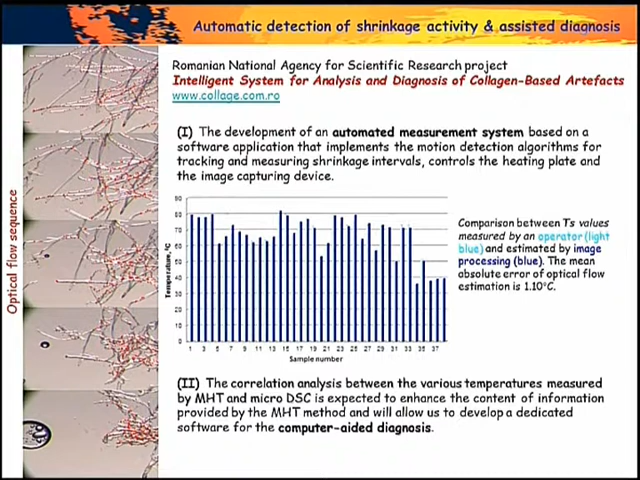 Automatic detection of shrinkage activity & assisted diagnosis
Romanian National Agency for Scientific Research project
Intelligent System for Analysis and Diagnosis of Collagen-Based Artefacts
www.collage.com.ro
(I) The development of an automated measurement system based on a
software application that implements the motion detection algorithms for
tracking and measuring shrinkage intervals, controls the heating plate and
the image capturing device.
Optical flow sequence
Temperature, °C
90
80
70
60
50
40
30
20
10
0
1 3 5 7 9 11 13 15 17 19 21 23 25 27 29 31 33 35 37
Sample number
Comparison between Ts values
measured by an operator (light
blue) and estimated by image
processing (blue). The mean
absolute error of optical flow
estimation is 1.10°C.
(II) The correlation analysis between the various temperatures measured
by MHT and micro DSC is expected to enhance the content of information
provided by the MHT method and will allow us to develop a dedicated
software for the computer-aided diagnosis.